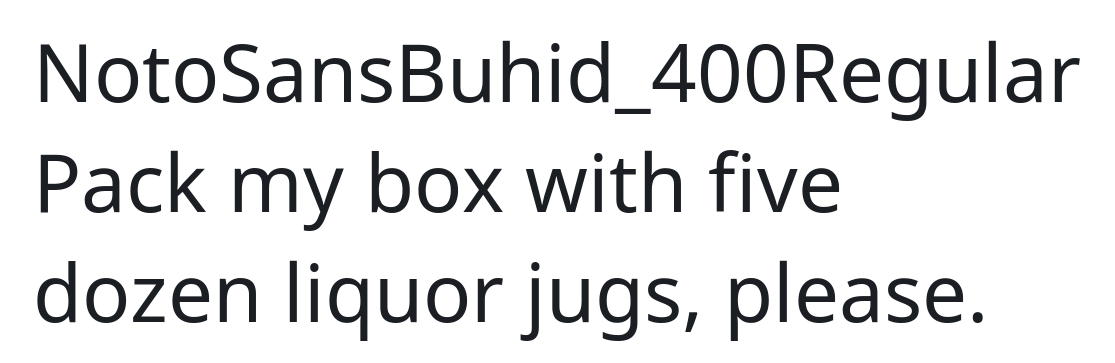 NotoSansBuhid_400Regular
Pack my box with five
dozen liquor jugs, please.